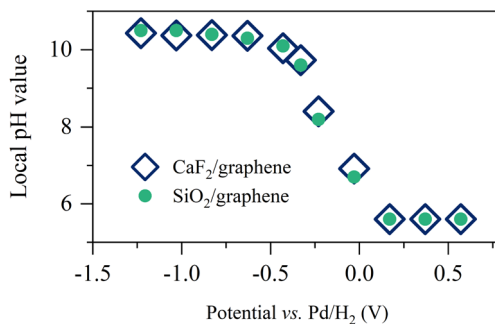 Local pH value
10
8
6
CaF₂/graphene
SiO₂/graphene
-1.5 -1.0 -0.5 0.0 0.5
Potential vs. Pd/H₂ (V)